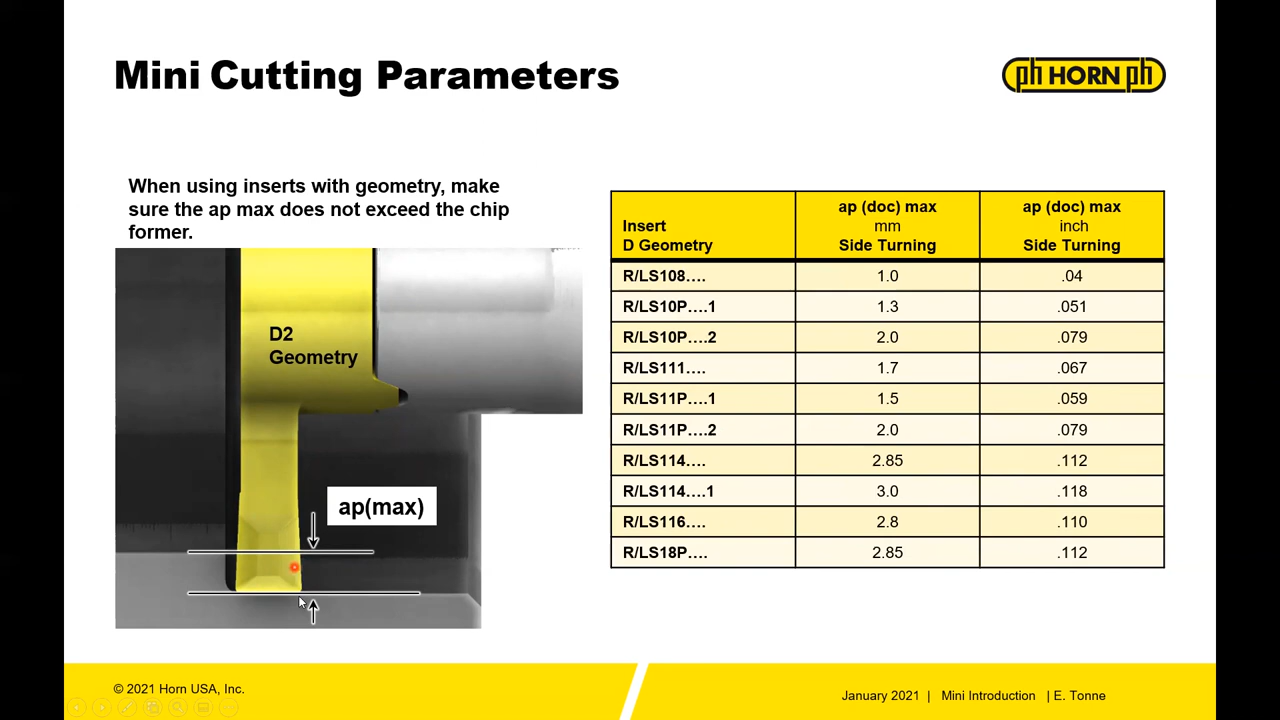 Mini Cutting Parameters
ph HORN ph
When using inserts with geometry, make
sure the ap max does not exceed the chip
former.
D2
Geometry
ap(max)
Insert
D Geometry
ap (doc) max
mm
Side Turning
ap (doc) max
inch
Side Turning
R/LS108…. 1.0 .04
R/LS10P….1 1.3 .051
R/LS10P….2 2.0 .079
R/LS111…. 1.7 .067
R/LS11P….1 1.5 .059
R/LS11P….2 2.0 .079
R/LS114…. 2.85 .112
R/LS114….1 3.0 .118
R/LS116…. 2.8 .110
R/LS18P…. 2.85 .112
© 2021 Horn USA, Inc.
January 2021 | Mini Introduction | E. Tonne